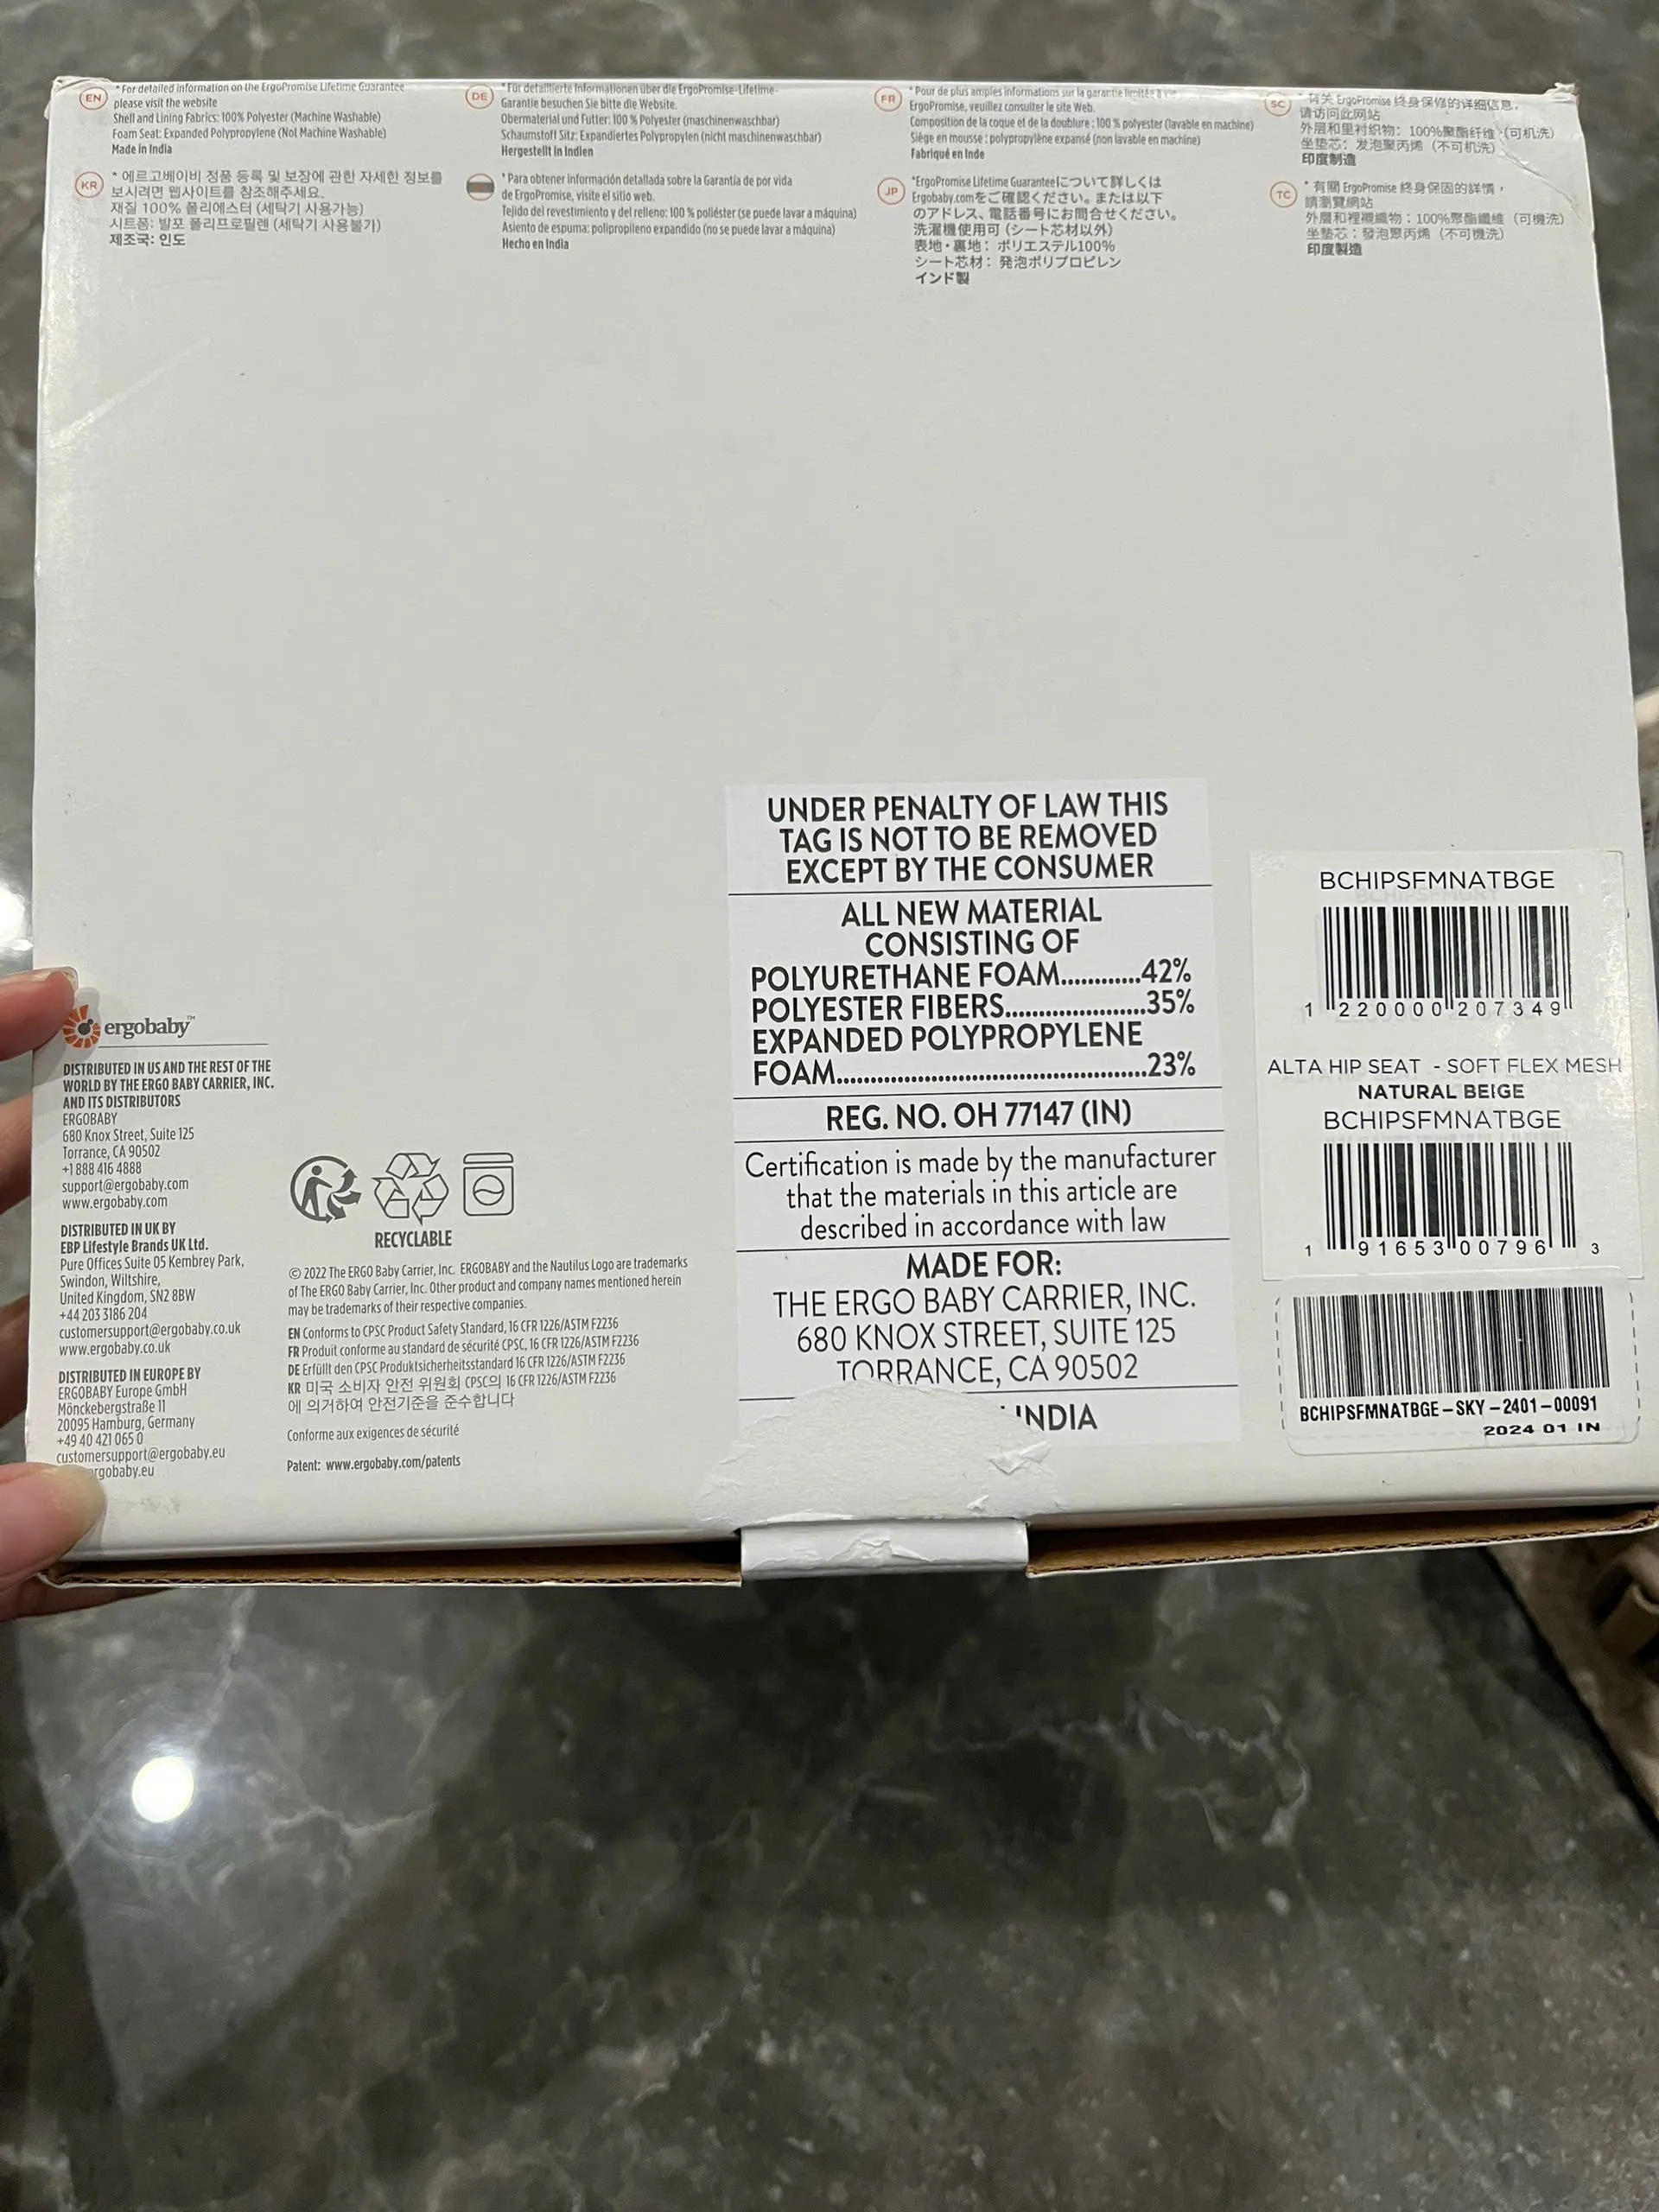 EN
* For detailed information on the ErgoPromise Lifetime Guarantee
please visit the website
Shell and Lining Fabrics: 100% Polyester (Machine Washable)
Foam Seat: Expanded Polypropylene (Not Machine Washable)
Made in India
DE
* Für detaillierte Informationen über die ErgoPromise-Lifetime-
Garantie besuchen Sie bitte die Website.
Obermaterial und Futter: 100 % Polyester (maschinenwaschbar)
Schaumstoff Sitz: Expandiertes Polypropylen (nicht maschinenwaschbar)
Hergestellt in Indien
FR
* Pour de plus amples informations sur la garantie limitée à
ErgoPromise, veuillez consulter le site Web.
Composition de la coque et de la doublure : 100 % polyester (lavable en machine)
Siège en mousse : polypropylène expansé (non lavable en machine)
Fabriqué en Inde
SC
* 有关 ErgoPromise 终身保修的详细信息，
请访问此网站
外层和里衬织物：100%聚酯纤维（可机洗）
坐垫芯：发泡聚丙烯（不可机洗）
印度制造
KR
* 에르고베이비 정품 등록 및 보장에 관한 자세한 정보를
보시려면 웹사이트를 참조해주세요.
재질 100% 폴리에스터 (세탁기 사용가능)
시트폼: 발포 폴리프로필렌 (세탁기 사용불가)
제조국: 인도
* Para obtener información detallada sobre la Garantía de por vida
de ErgoPromise, visite el sitio web.
Tejido del revestimiento y del relleno: 100 % poliéster (se puede lavar a máquina)
Asiento de espuma: polipropileno expandido (no se puede lavar a máquina)
Hecho en India
JP
*ErgoPromise Lifetime Guaranteeについて詳しくは
Ergobaby.comをご確認ください。または以下
のアドレス、電話番号にお問合せください。
洗濯機使用可（シート芯材以外）
表地・裏地： ポリエステル100%
シート芯材： 発泡ポリプロピレン
インド製
TC
* 有關 ErgoPromise 終身保固的詳情，
請瀏覽網站
外層和裡襯織物：100%聚酯纖維（可機洗）
坐墊芯：發泡聚丙烯（不可機洗）
印度製造
ergobaby™
DISTRIBUTED IN US AND THE REST OF THE
WORLD BY THE ERGO BABY CARRIER, INC.
AND ITS DISTRIBUTORS
ERGOBABY
680 Knox Street, Suite 125
Torrance, CA 90502
+1 888 416 4888
support@ergobaby.com
www.ergobaby.com
DISTRIBUTED IN UK BY
EBP Lifestyle Brands UK Ltd.
Pure Offices Suite 05 Kembrey Park,
Swindon, Wiltshire,
United Kingdom, SN2 8BW
+44 203 3186 204
customersupport@ergobaby.co.uk
www.ergobaby.co.uk
DISTRIBUTED IN EUROPE BY
ERGOBABY Europe GmbH
Mönckebergstraße 11
20095 Hamburg, Germany
+49 40 421 065 0
customersupport@ergobaby.eu
rgobaby.eu
RECYCLABLE
© 2022 The ERGO Baby Carrier, Inc. ERGOBABY and the Nautilus Logo are trademarks
of The ERGO Baby Carrier, Inc. Other product and company names mentioned herein
may be trademarks of their respective companies.
EN Conforms to CPSC Product Safety Standard, 16 CFR 1226/ASTM F2236
FR Produit conforme au standard de sécurité CPSC, 16 CFR 1226/ASTM F2236
DE Erfüllt den CPSC Produktsicherheitsstandard 16 CFR 1226/ASTM F2236
KR 미국 소비자 안전 위원회 CPSC의 16 CFR 1226/ASTM F2236
에 의거하여 안전기준을 준수합니다
Conforme aux exigences de sécurité
Patent: www.ergobaby.com/patents
UNDER PENALTY OF LAW THIS
TAG IS NOT TO BE REMOVED
EXCEPT BY THE CONSUMER
ALL NEW MATERIAL
CONSISTING OF
POLYURETHANE FOAM............42%
POLYESTER FIBERS.....................35%
EXPANDED POLYPROPYLENE
FOAM..............................................23%
REG. NO. OH 77147 (IN)
Certification is made by the manufacturer
that the materials in this article are
described in accordance with law
MADE FOR:
THE ERGO BABY CARRIER, INC.
680 KNOX STREET, SUITE 125
TORRANCE, CA 90502
INDIA
BCHIPSFMNATBGE
1 220000 207349
ALTA HIP SEAT - SOFT FLEX MESH
NATURAL BEIGE
BCHIPSFMNATBGE
1 91653 00796 3
BCHIPSFMNATBGE-SKY-2401-00091
2024 01 IN